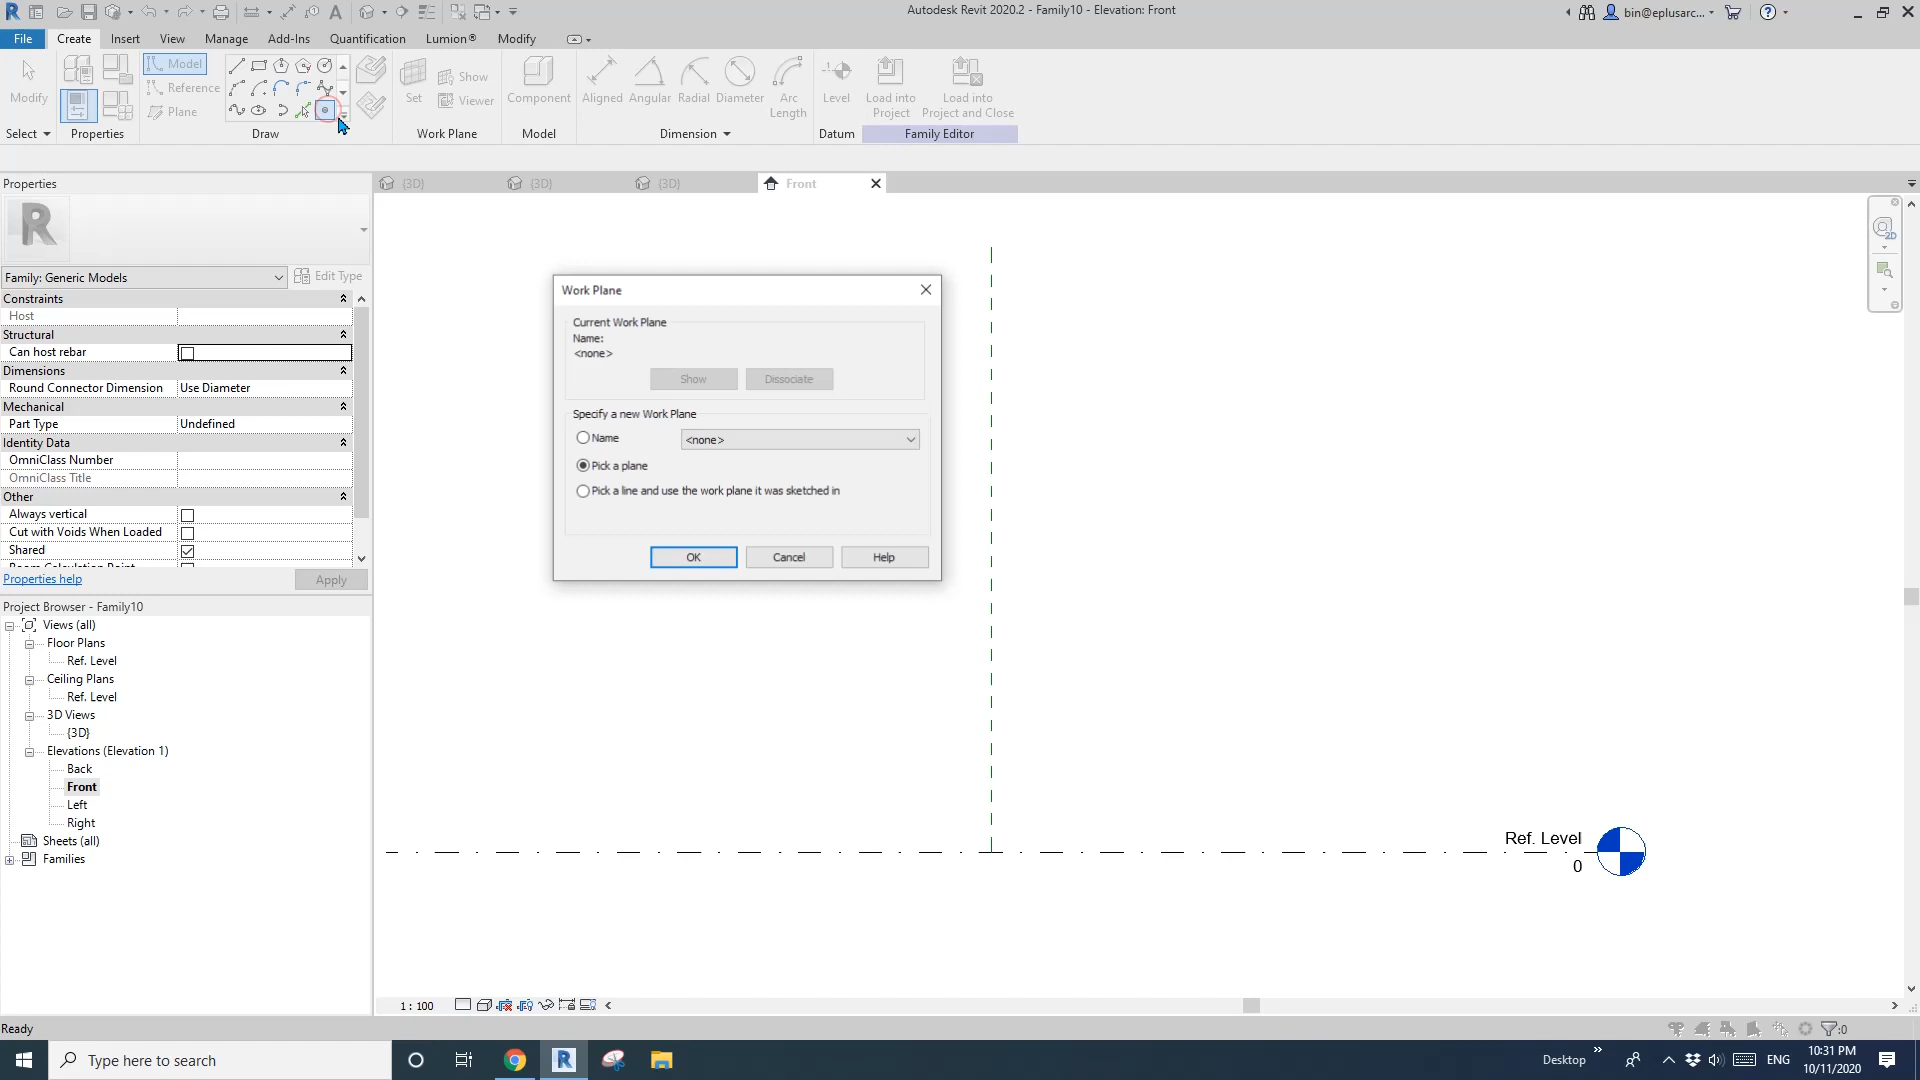 Autodesk Revit 2020.2 - Family10 - Elevation: Front
bin@eplusarc...
File
Create
Insert
View
Manage
Add-Ins
Quantification
Lumion®
Modify
Modify
Select
Properties
Model
Reference
Plane
Draw
Set
Show
Viewer
Work Plane
Component
Model
Aligned
Angular
Radial
Diameter
Arc
Length
Dimension
Level
Datum
Load into
Project
Load into
Project and Close
Family Editor
Properties
{3D}
{3D}
{3D}
Front
Family: Generic Models
Edit Type
Constraints
Host
Structural
Can host rebar
Dimensions
Round Connector Dimension
Use Diameter
Mechanical
Part Type
Undefined
Identity Data
OmniClass Number
OmniClass Title
Other
Always vertical
Cut with Voids When Loaded
Shared
Properties help
Apply
Project Browser - Family10
Views (all)
Floor Plans
Ref. Level
Ceiling Plans
Ref. Level
3D Views
{3D}
Elevations (Elevation 1)
Back
Front
Left
Right
Sheets (all)
Families
Work Plane
Current Work Plane
Name:
<none>
Show
Dissociate
Specify a new Work Plane
Name
<none>
Pick a plane
Pick a line and use the work plane it was sketched in
OK
Cancel
Help
2D
Ref. Level
0
1 : 100
Ready
:0
Type here to search
Desktop
ENG
10:31 PM
10/11/2020